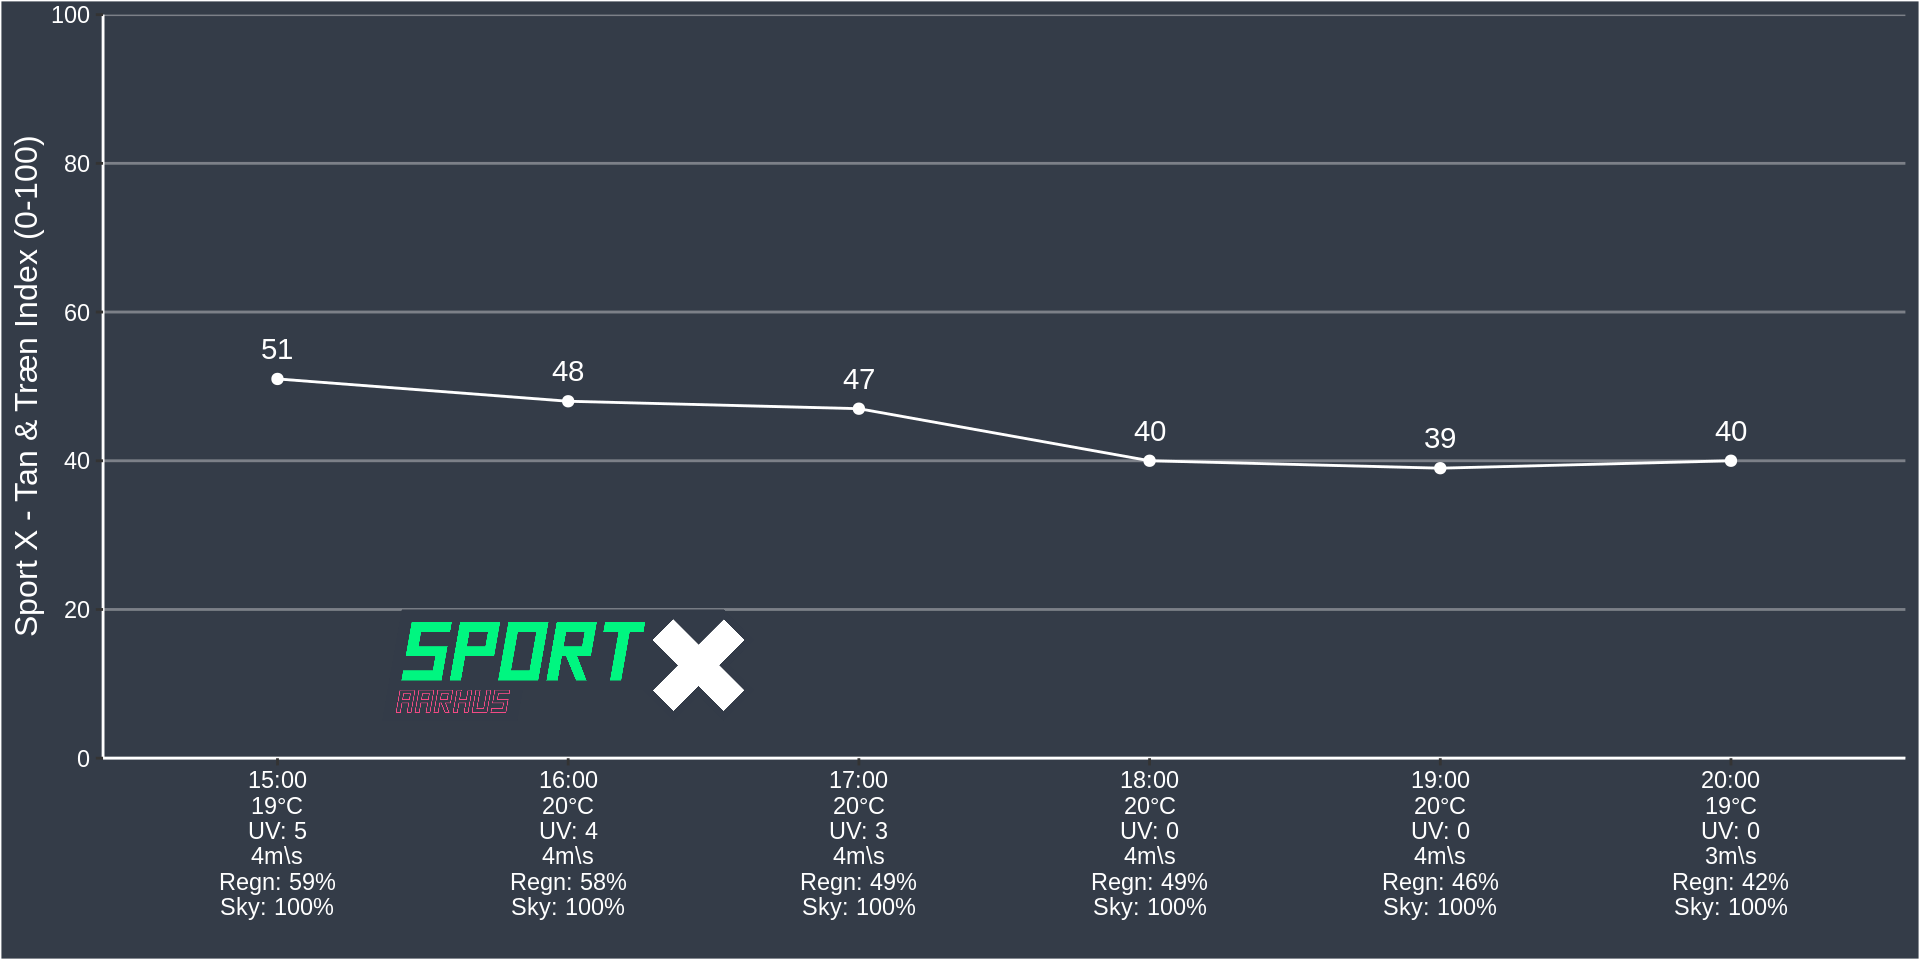 Sport X - Tan & Træn Index (0-100)
100
80
60
40
20
0
51
48
47
40
39
40
SPORT X
AARHUS
15:00
19°C
UV: 5
4m\s
Regn: 59%
Sky: 100%
16:00
20°C
UV: 4
4m\s
Regn: 58%
Sky: 100%
17:00
20°C
UV: 3
4m\s
Regn: 49%
Sky: 100%
18:00
20°C
UV: 0
4m\s
Regn: 49%
Sky: 100%
19:00
20°C
UV: 0
4m\s
Regn: 46%
Sky: 100%
20:00
19°C
UV: 0
3m\s
Regn: 42%
Sky: 100%